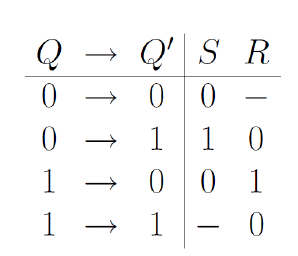 Q → Q′ S R
0 → 0 0 −
0 → 1 1 0
1 → 0 0 1
1 → 1 − 0